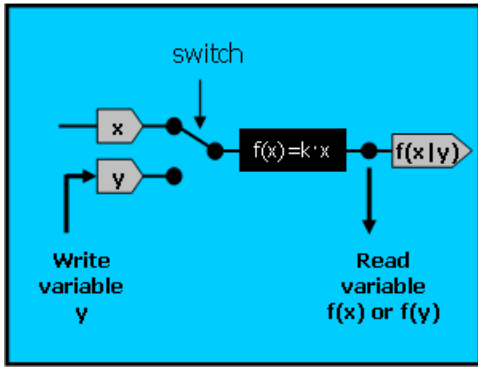 switch
x
f(x)=k·x
f(x|y)
y
Write
variable
y
Read
variable
f(x) or f(y)